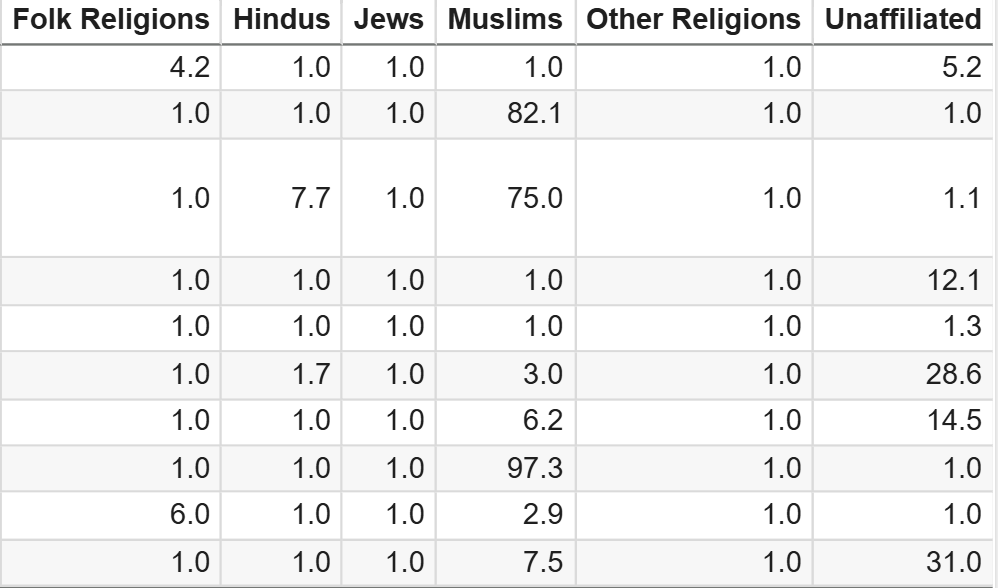 Folk Religions Hindus Jews Muslims Other Religions Unaffiliated
4.2 1.0 1.0 1.0 1.0 5.2
1.0 1.0 1.0 82.1 1.0 1.0
1.0 7.7 1.0 75.0 1.0 1.1
1.0 1.0 1.0 1.0 1.0 12.1
1.0 1.0 1.0 1.0 1.0 1.3
1.0 1.7 1.0 3.0 1.0 28.6
1.0 1.0 1.0 6.2 1.0 14.5
1.0 1.0 1.0 97.3 1.0 1.0
6.0 1.0 1.0 2.9 1.0 1.0
1.0 1.0 1.0 7.5 1.0 31.0